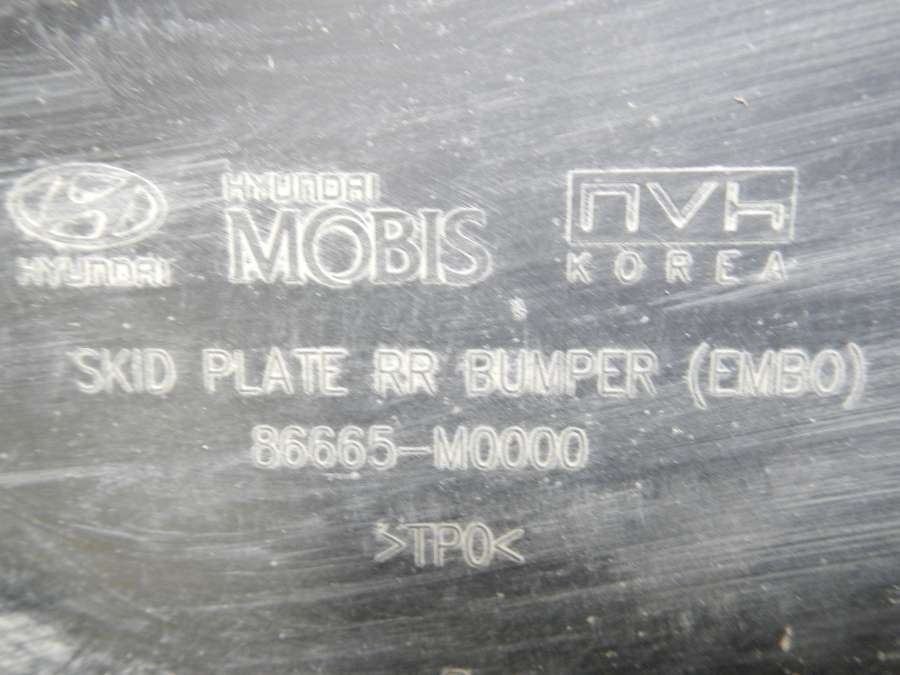 HYUNDAI
HYUNDAI
MOBIS
NVH
KOREA
SKID PLATE RR BUMPER (EMBO)
86665-M0000
>TPO<